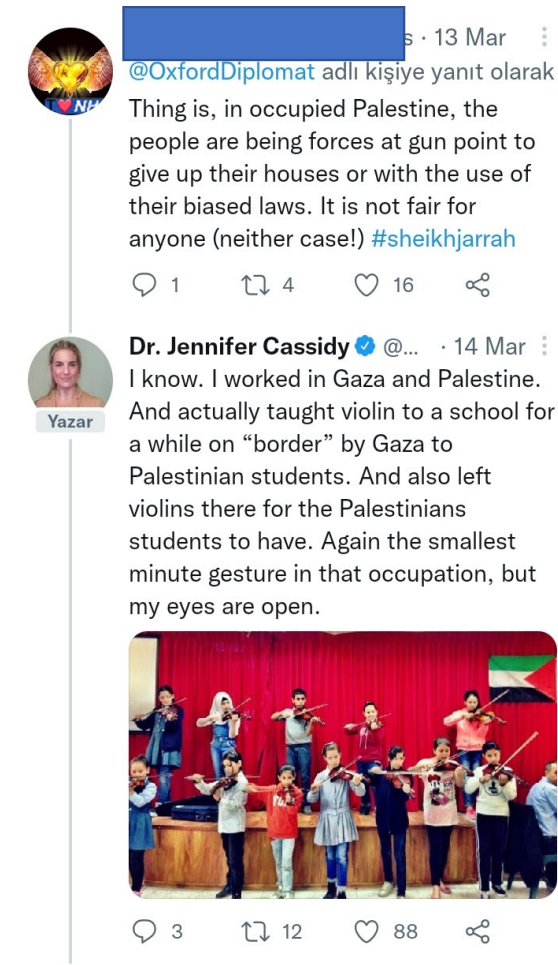 s · 13 Mar
@OxfordDiplomat adlı kişiye yanıt olarak
Thing is, in occupied Palestine, the
people are being forces at gun point to
give up their houses or with the use of
their biased laws. It is not fair for
anyone (neither case!) #sheikhjarrah
1 4 16
Dr. Jennifer Cassidy @... · 14 Mar
Yazar
I know. I worked in Gaza and Palestine.
And actually taught violin to a school for
a while on “border” by Gaza to
Palestinian students. And also left
violins there for the Palestinians
students to have. Again the smallest
minute gesture in that occupation, but
my eyes are open.
3 12 88